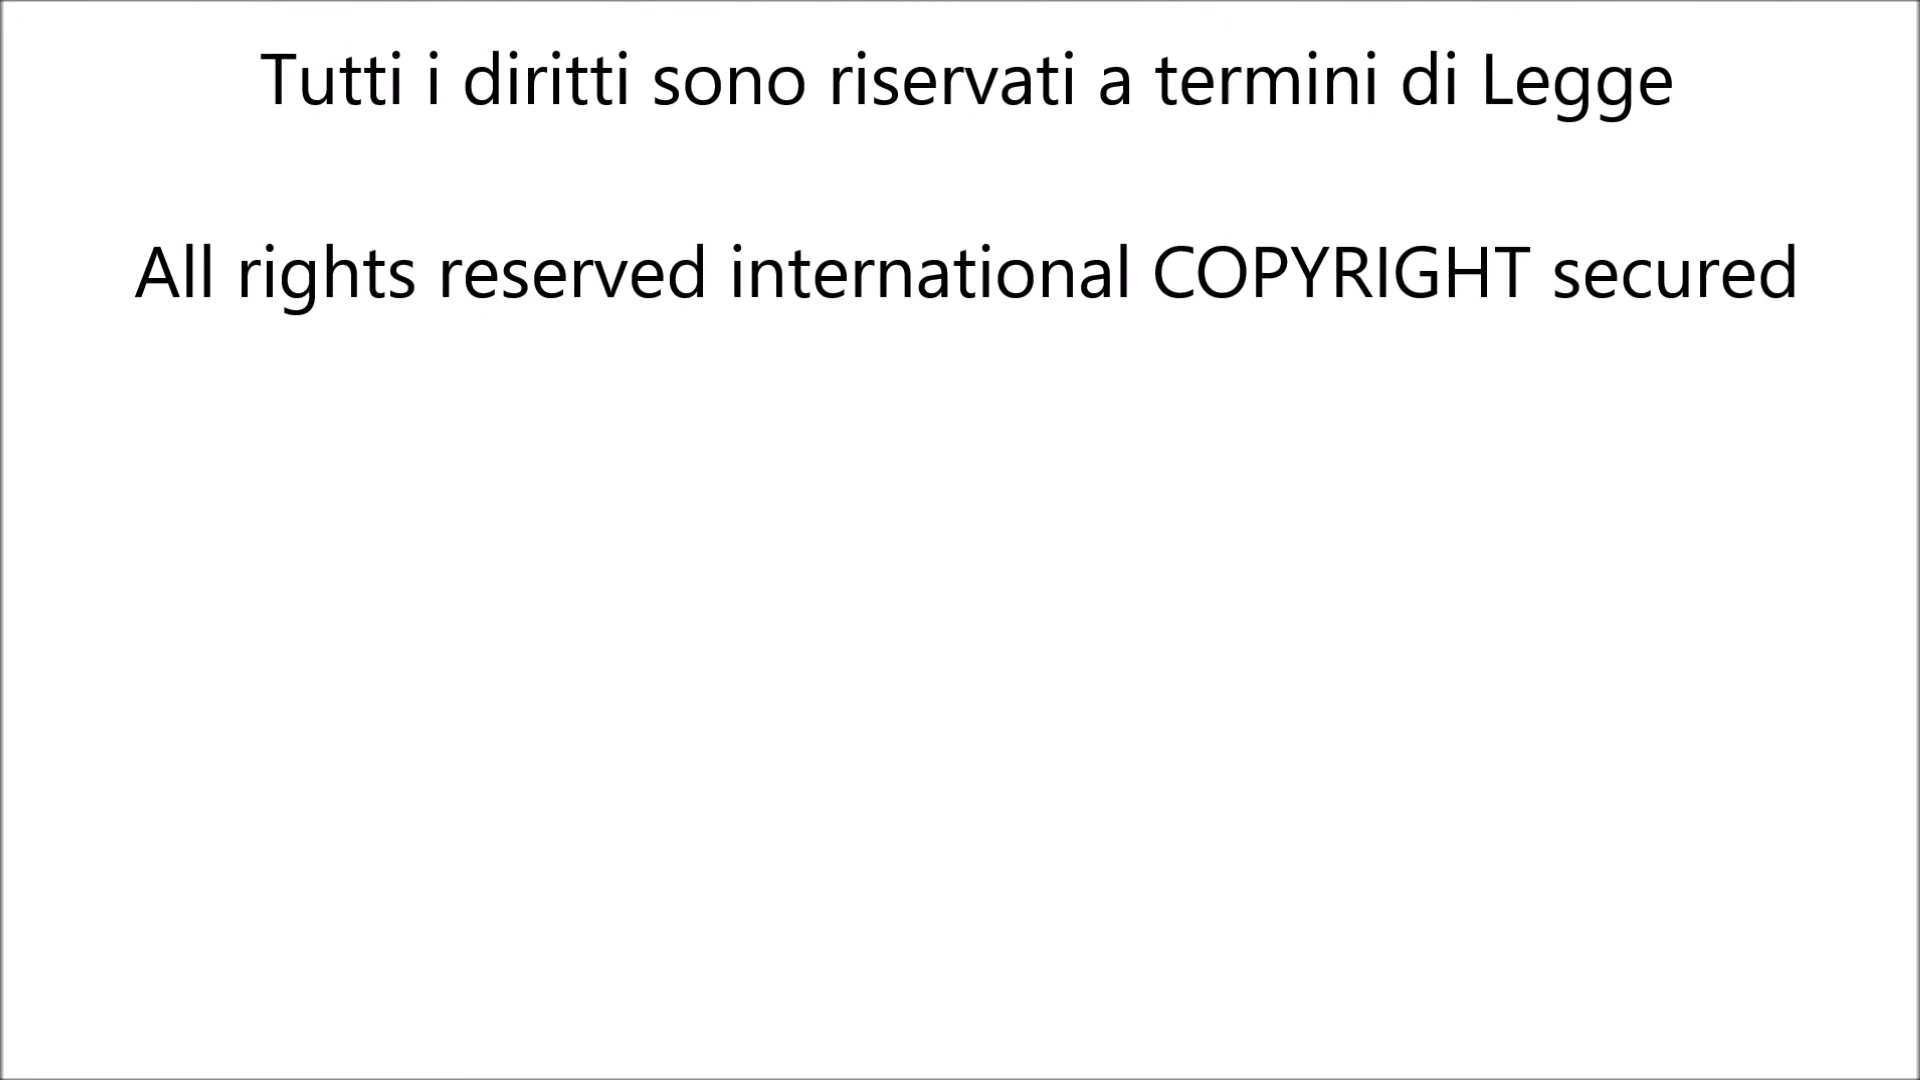 Tutti i diritti sono riservati a termini di Legge
All rights reserved international COPYRIGHT secured